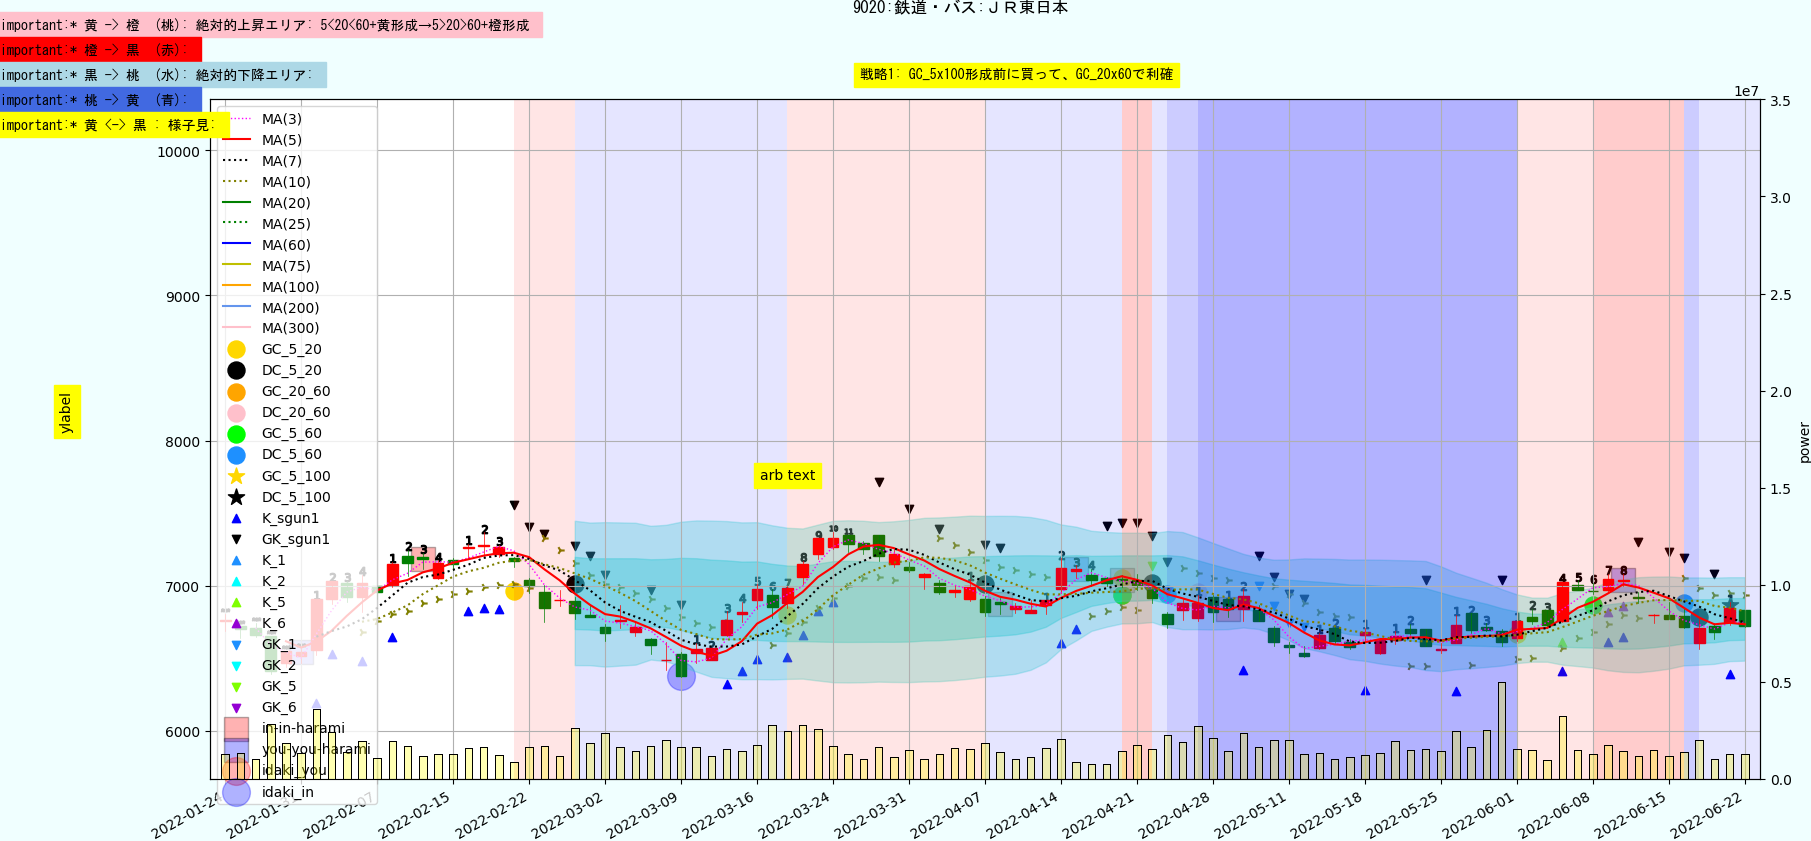 9020:鉄道・バス:ＪＲ東日本
important:* 黄 -> 橙 (桃): 絶対的上昇エリア: 5<20<60+黄形成→5>20>60+橙形成
important:* 橙 -> 黒 (赤):
important:* 黒 -> 桃 (水): 絶対的下降エリア:
important:* 桃 -> 黄 (青):
important:* 黄 <-> 黒 : 様子見:
戦略1: GC_5x100形成前に買って、GC_20x60で利確
1e7
MA(3)
MA(5)
MA(7)
MA(10)
MA(20)
MA(25)
MA(60)
MA(75)
MA(100)
MA(200)
MA(300)
GC_5_20
DC_5_20
GC_20_60
DC_20_60
GC_5_60
DC_5_60
GC_5_100
DC_5_100
K_sgun1
GK_sgun1
K_1
K_2
K_5
K_6
GK_1
GK_2
GK_5
GK_6
in-in-harami
you-you-harami
idaki_you
idaki_in
10000
9000
8000
7000
6000
ylabel
arb text
3.5
3.0
2.5
2.0
1.5
1.0
0.5
0.0
power
2022-01-24
2022-01-31
2022-02-07
2022-02-15
2022-02-22
2022-03-02
2022-03-09
2022-03-16
2022-03-24
2022-03-31
2022-04-07
2022-04-14
2022-04-21
2022-04-28
2022-05-11
2022-05-18
2022-05-25
2022-06-01
2022-06-08
2022-06-15
2022-06-22